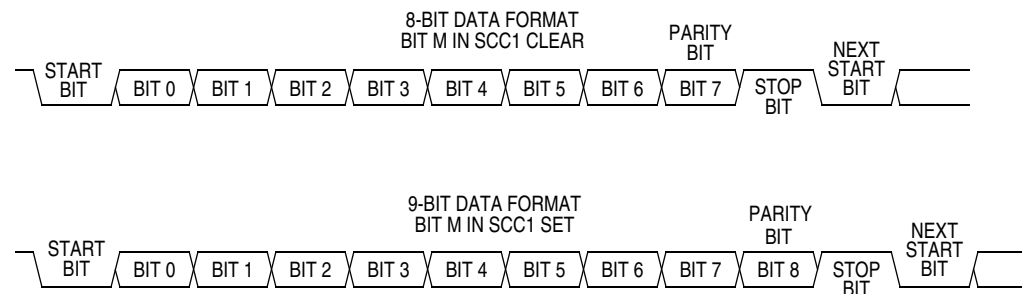 8-BIT DATA FORMAT
BIT M IN SCC1 CLEAR
PARITY
BIT
START
BIT
BIT 0
BIT 1
BIT 2
BIT 3
BIT 4
BIT 5
BIT 6
BIT 7
STOP
BIT
NEXT
START
BIT
9-BIT DATA FORMAT
BIT M IN SCC1 SET
PARITY
BIT
START
BIT
BIT 0
BIT 1
BIT 2
BIT 3
BIT 4
BIT 5
BIT 6
BIT 7
BIT 8
STOP
BIT
NEXT
START
BIT